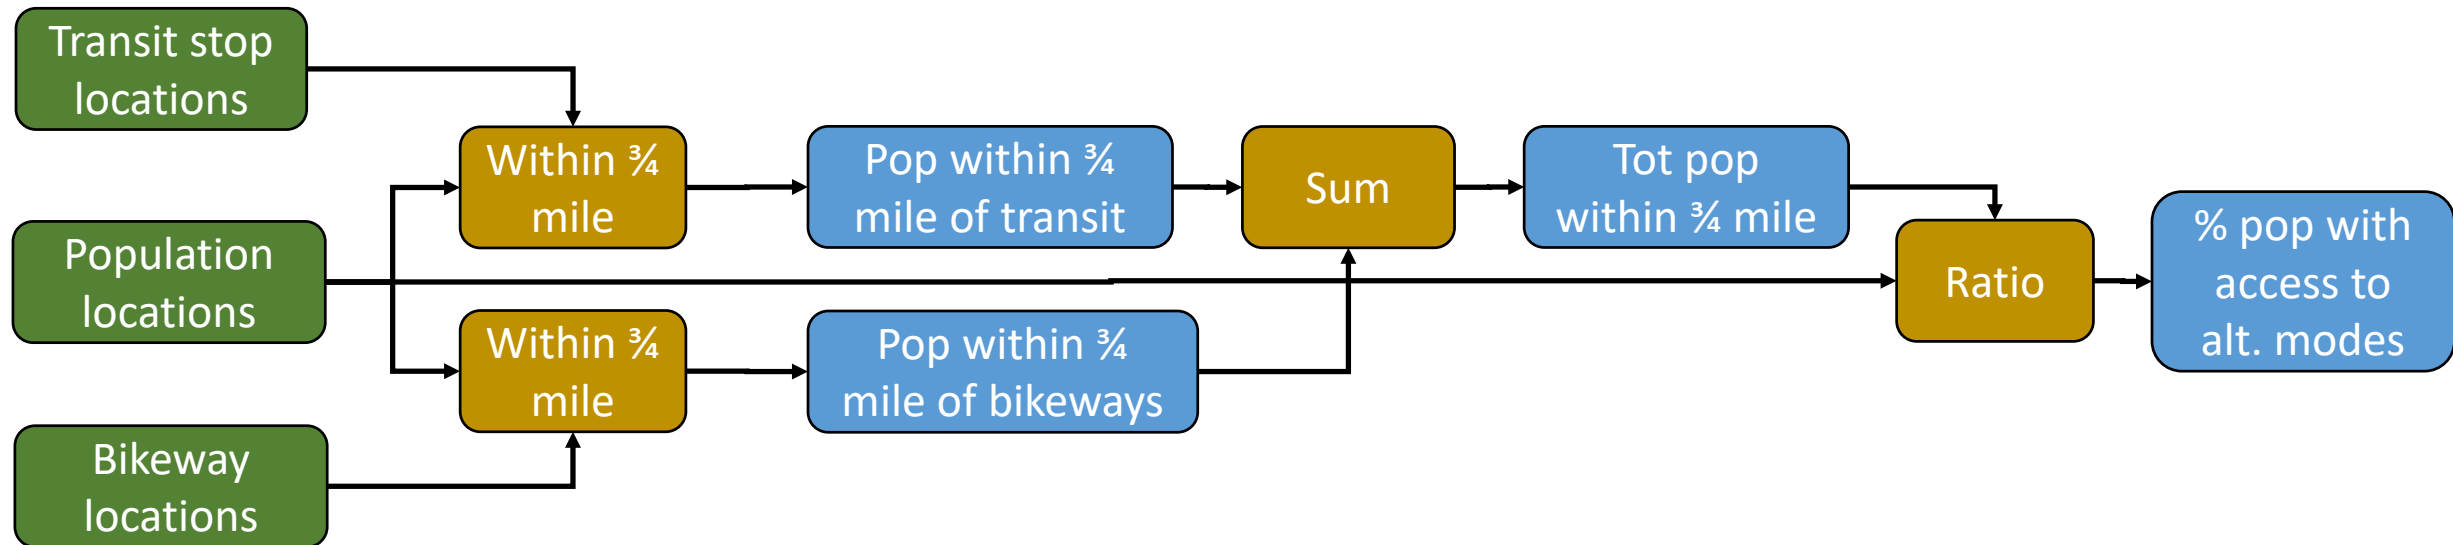 Transit stop
locations
Population
locations
Bikeway
locations
Within ¾
mile
Within ¾
mile
Pop within ¾
mile of transit
Pop within ¾
mile of bikeways
Sum
Tot pop
within ¾ mile
Ratio
% pop with
access to
alt. modes